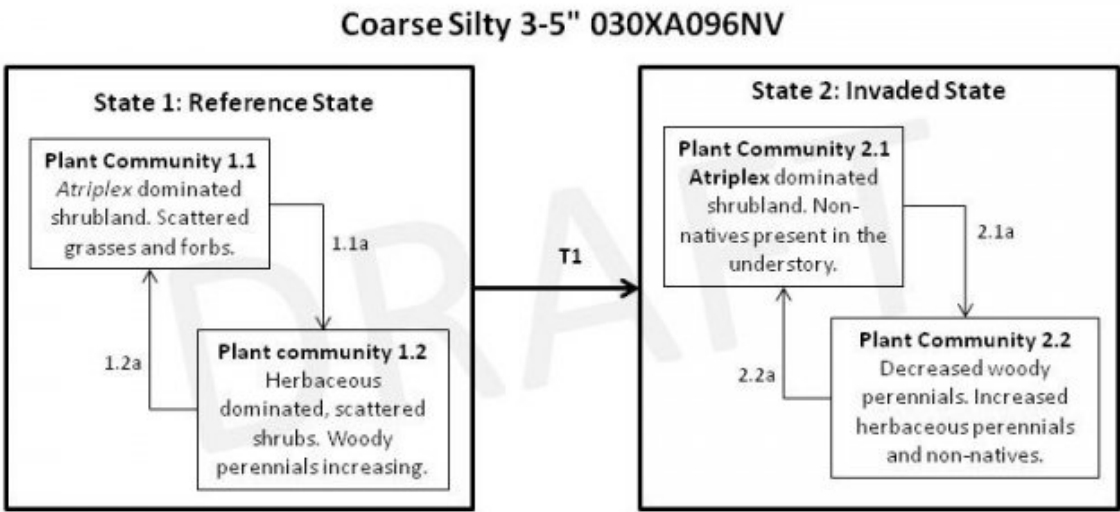 Coarse Silty 3-5" 030XA096NV
State 1: Reference State
Plant Community 1.1
Atriplex dominated
shrubland. Scattered
grasses and forbs.
1.1a
1.2a
Plant community 1.2
Herbaceous
dominated, scattered
shrubs. Woody
perennials increasing.
T1
State 2: Invaded State
Plant Community 2.1
Atriplex dominated
shrubland. Non-
natives present in the
understory.
2.1a
2.2a
Plant Community 2.2
Decreased woody
perennials. Increased
herbaceous perennials
and non-natives.
DRAFT